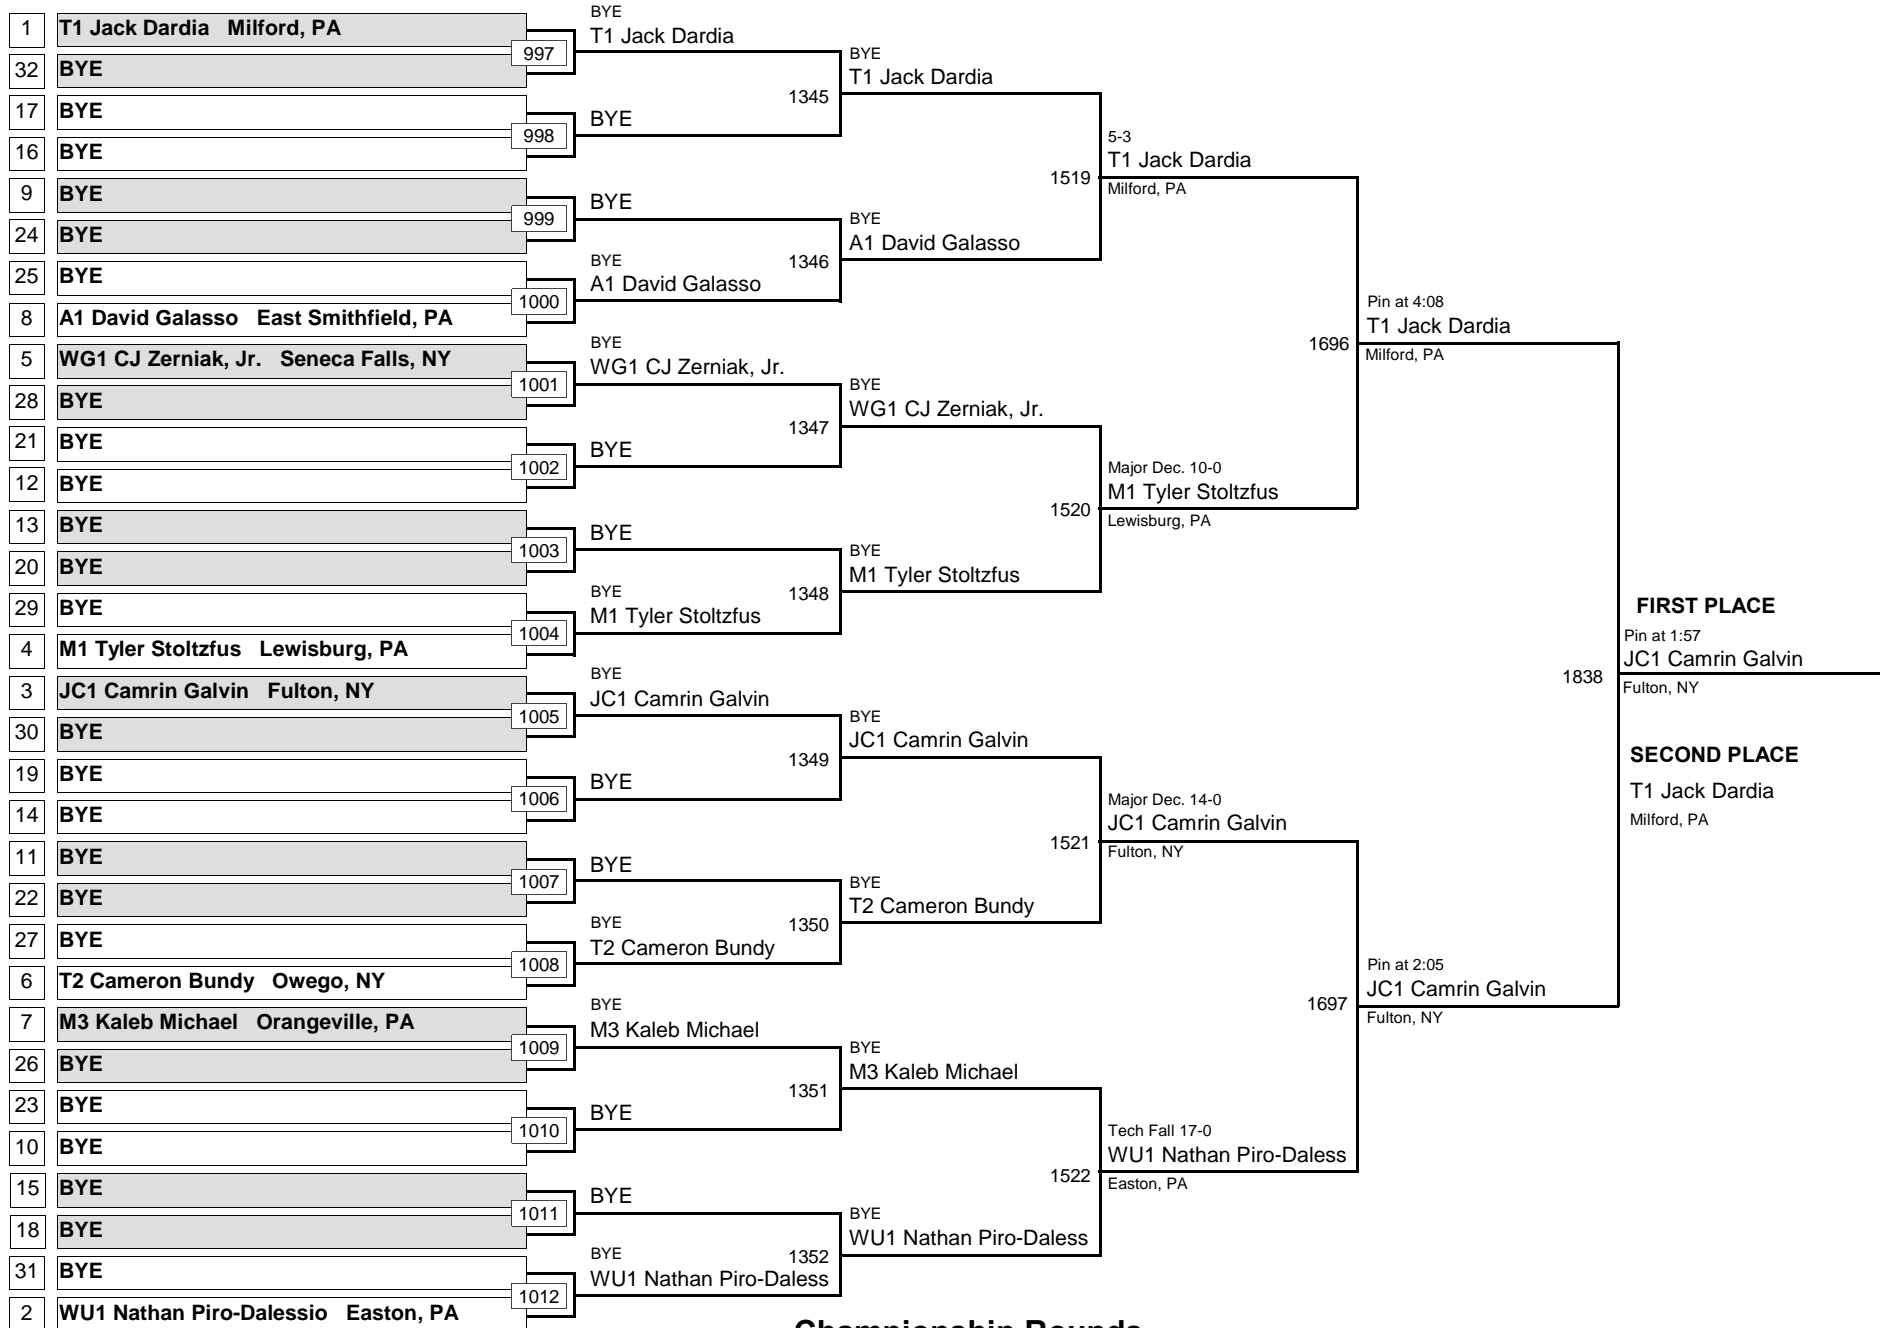 1 T1 Jack Dardia Milford, PA
32 BYE
17 BYE
16 BYE
9 BYE
24 BYE
25 BYE
8 A1 David Galasso East Smithfield, PA
5 WG1 CJ Zerniak, Jr. Seneca Falls, NY
28 BYE
21 BYE
12 BYE
13 BYE
20 BYE
29 BYE
4 M1 Tyler Stoltzfus Lewisburg, PA
3 JC1 Camrin Galvin Fulton, NY
30 BYE
19 BYE
14 BYE
11 BYE
22 BYE
27 BYE
6 T2 Cameron Bundy Owego, NY
7 M3 Kaleb Michael Orangeville, PA
26 BYE
23 BYE
10 BYE
15 BYE
18 BYE
31 BYE
2 WU1 Nathan Piro-Dalessio Easton, PA
997
998
999
1000
1001
1002
1003
1004
1005
1006
1007
1008
1009
1010
1011
1012
BYE
T1 Jack Dardia
1345
BYE
BYE
BYE
1346
A1 David Galasso
BYE
WG1 CJ Zerniak, Jr.
1347
BYE
BYE
BYE
1348
M1 Tyler Stoltzfus
BYE
JC1 Camrin Galvin
1349
BYE
BYE
BYE
1350
T2 Cameron Bundy
BYE
M3 Kaleb Michael
1351
BYE
BYE
BYE
1352
WU1 Nathan Piro-Daless
BYE
T1 Jack Dardia
1519
BYE
A1 David Galasso
BYE
WG1 CJ Zerniak, Jr.
1520
BYE
M1 Tyler Stoltzfus
BYE
JC1 Camrin Galvin
1521
BYE
T2 Cameron Bundy
BYE
M3 Kaleb Michael
1522
BYE
WU1 Nathan Piro-Daless
5-3
T1 Jack Dardia
Milford, PA
1696
Major Dec. 10-0
M1 Tyler Stoltzfus
Lewisburg, PA
Major Dec. 14-0
JC1 Camrin Galvin
Fulton, NY
1697
Tech Fall 17-0
WU1 Nathan Piro-Daless
Easton, PA
Pin at 4:08
T1 Jack Dardia
Milford, PA
1838
Pin at 2:05
JC1 Camrin Galvin
Fulton, NY
FIRST PLACE
Pin at 1:57
JC1 Camrin Galvin
Fulton, NY
SECOND PLACE
T1 Jack Dardia
Milford, PA
Championship Rounds